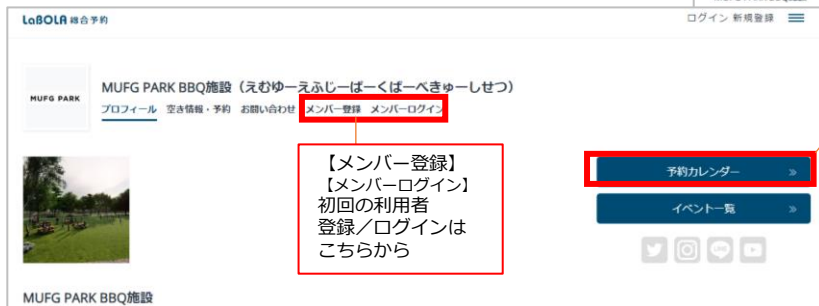 LaBOLA 総合予約
ログイン 新規登録
MUFG PARK
MUFG PARK BBQ施設（えむゆーえふじーぱーくばーべきゅーしせつ）
プロフィール 空き情報・予約 お問い合わせ メンバー登録 メンバーログイン
【メンバー登録】
【メンバーログイン】
初回の利用者
登録／ログインは
こちらから
予約カレンダー »
イベント一覧 »
LINE
MUFG PARK BBQ施設